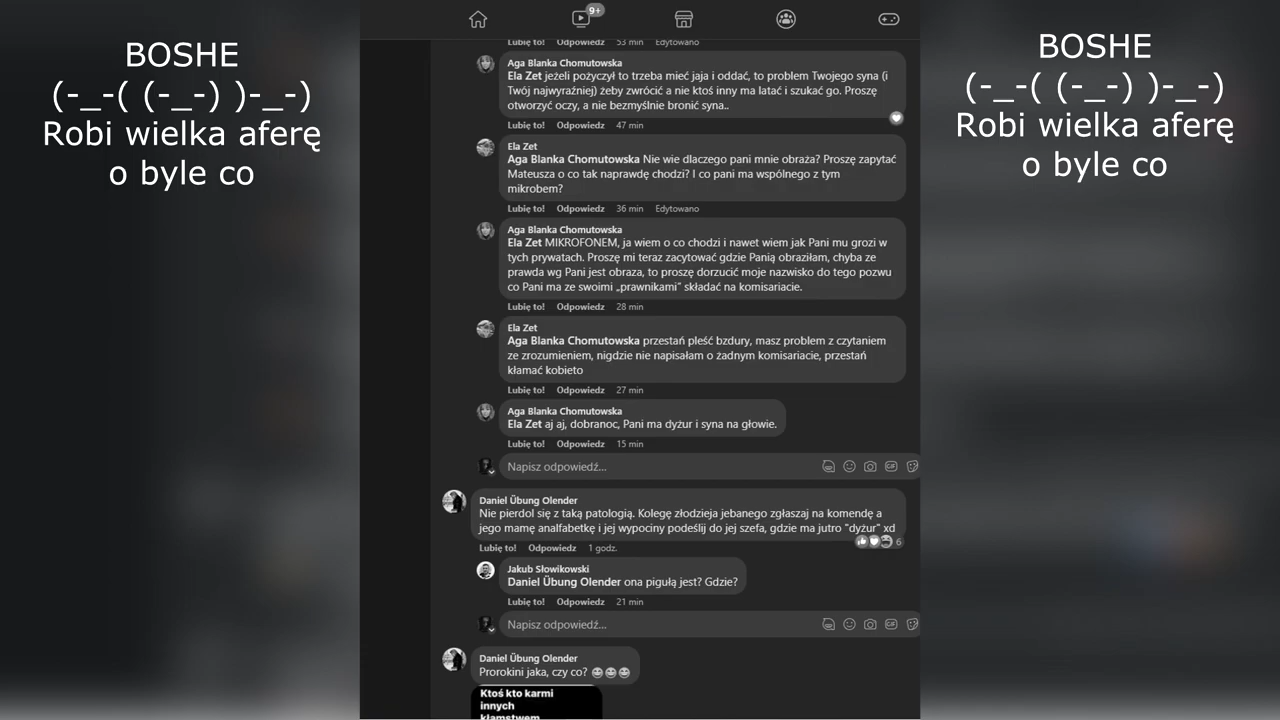 BOSHE
(-_-( (-_-) )-_-)
Robi wielka aferę
o byle co
9+
Lubię to! Odpowiedz 53 min Edytowano
Aga Blanka Chomutowska
Ela Zet jeżeli pożyczył to trzeba mieć jaja i oddać, to problem Twojego syna (i
Twój najwyraźniej) żeby zwrócić a nie ktoś inny ma latać i szukać go. Proszę
otworzyć oczy, a nie bezmyślnie bronić syna..
Lubię to! Odpowiedz 47 min
Ela Zet
Aga Blanka Chomutowska Nie wie dlaczego pani mnie obraża? Proszę zapytać
Mateusza o co tak naprawdę chodzi? I co pani ma wspólnego z tym
mikrobem?
Lubię to! Odpowiedz 36 min Edytowano
Aga Blanka Chomutowska
Ela Zet MIKROFONEM, ja wiem o co chodzi i nawet wiem jak Pani mu grozi w
tych prywatach. Proszę mi teraz zacytować gdzie Panią obraziłam, chyba ze
prawda wg Pani jest obraza, to proszę dorzucić moje nazwisko do tego pozwu
co Pani ma ze swoimi „prawnikami” składać na komisariacie.
Lubię to! Odpowiedz 28 min
Ela Zet
Aga Blanka Chomutowska przestań pleść bzdury, masz problem z czytaniem
ze zrozumieniem, nigdzie nie napisałam o żadnym komisariacie, przestań
kłamać kobieto
Lubię to! Odpowiedz 27 min
Aga Blanka Chomutowska
Ela Zet aj aj, dobranoc, Pani ma dyżur i syna na głowie.
Lubię to! Odpowiedz 15 min
Napisz odpowiedź...
Daniel Übung Olender
Nie pierdol się z taką patologią. Kolegę złodzieja jebanego zgłaszaj na komendę a
jego mamę analfabetkę i jej wypociny podeślij do jej szefa, gdzie ma jutro "dyżur" xd
6
Lubię to! Odpowiedz 1 godz.
Jakub Słowikowski
Daniel Übung Olender ona pigułą jest? Gdzie?
Lubię to! Odpowiedz 21 min
Napisz odpowiedź...
Daniel Übung Olender
Prorokini jaka, czy co?
Ktoś kto karmi
innych
kłamstwem
BOSHE
(-_-( (-_-) )-_-)
Robi wielka aferę
o byle co